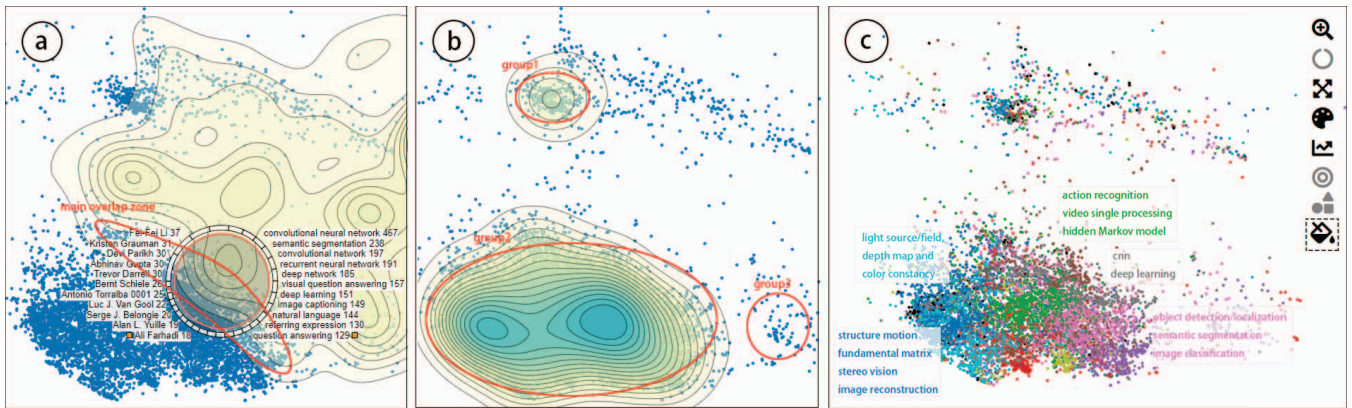 a
main overlap zone
Fei-Fei Li 37
Kristen Grauman 31
Devi Parikh 30
Abhinav Gupta 30
Trevor Darrell 30
Bernt Schiele 26
Antonio Torralba 0001 25
Luc J. Van Gool 22
Serge J. Belongie 20
Alan L. Yuille 19
Ali Farhadi 18
convolutional neural network 467
semantic segmentation 238
convolutional network 197
recurrent neural network 191
deep network 185
visual question answering 157
deep learning 151
image captioning 149
natural language 144
referring expression 130
question answering 129
b
group1
group2
group3
c
action recognition
video single processing
hidden Markov model
light source/field,
depth map and
color constancy
cnn
deep learning
object detection/localization
semantic segmentation
image classification
structure motion
fundamental matrix
stereo vision
image reconstruction